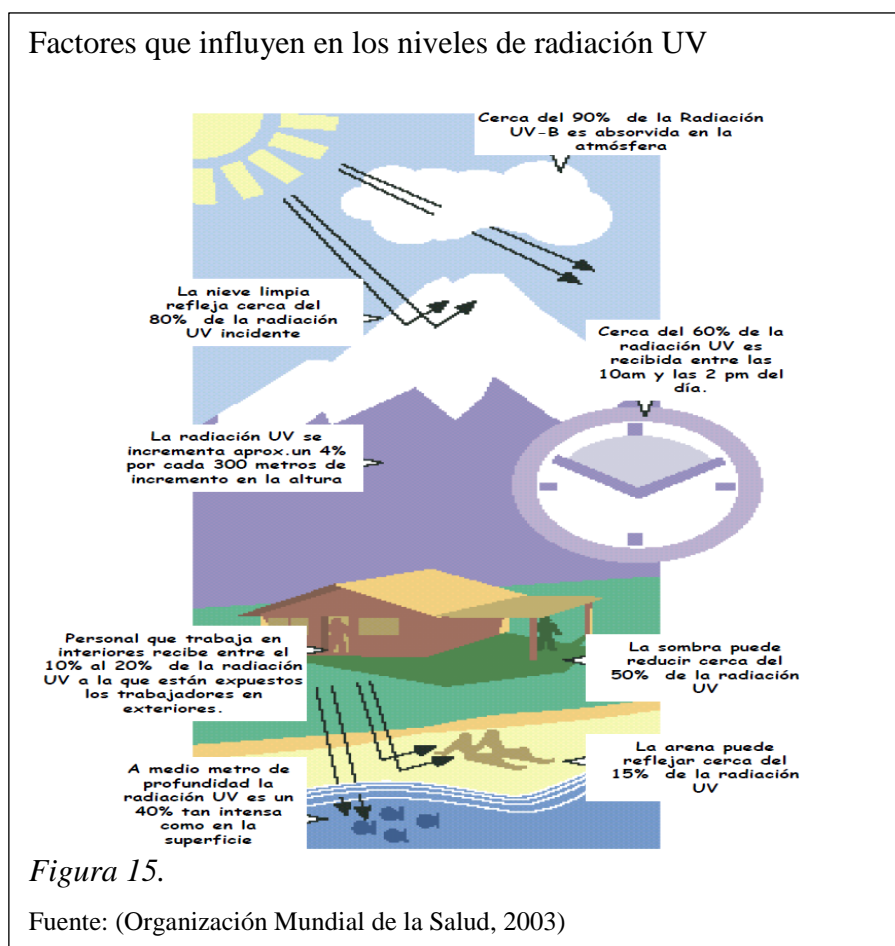 Factores que influyen en los niveles de radiación UV
Cerca del 90% de la Radiación
UV-B es absorvida en la
atmósfera
La nieve limpia
refleja cerca del
80% de la radiación
UV incidente
Cerca del 60% de la
radiación UV es
recibida entre las
10am y las 2 pm del
día.
La radiación UV se
incrementa aprox.un 4%
por cada 300 metros de
incremento en la altura
Personal que trabaja en
interiores recibe entre el
10% al 20% de la radiación
UV a la que están expuestos
los trabajadores en
exteriores.
La sombra puede
reducir cerca del
50% de la radiación
UV
La arena puede
reflejar cerca del
15% de la radiación
UV
A medio metro de
profundidad la
radiación UV es un
40% tan intensa
como en la
superficie
Figura 15.
Fuente: (Organización Mundial de la Salud, 2003)